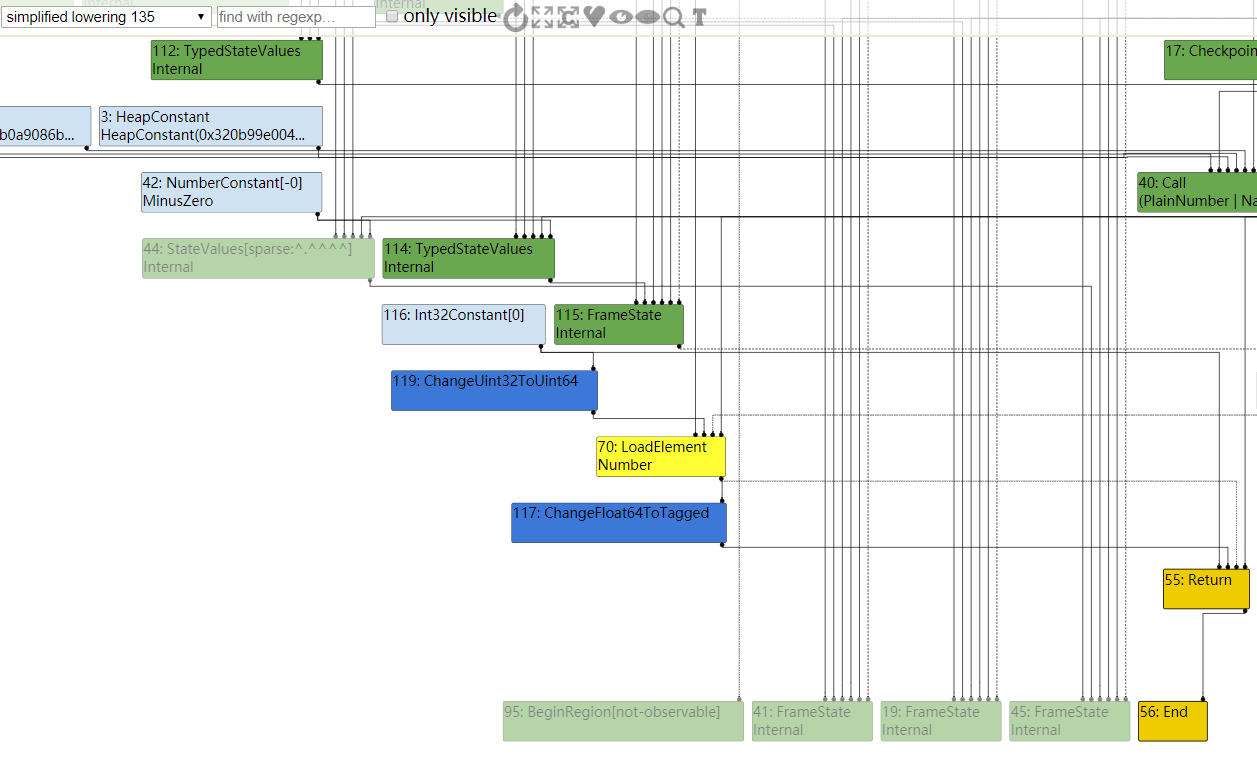 Internal
Internal
simplified lowering 135
find with regexp...
only visible
112: TypedStateValues
Internal
17: Checkpoin
b0a9086b...
3: HeapConstant
HeapConstant(0x320b99e004...
42: NumberConstant[-0]
MinusZero
40: Call
(PlainNumber | Na
44: StateValues[sparse:^.^^^^]
Internal
114: TypedStateValues
Internal
116: Int32Constant[0]
115: FrameState
Internal
119: ChangeUint32ToUint64
70: LoadElement
Number
117: ChangeFloat64ToTagged
55: Return
95: BeginRegion[not-observable]
41: FrameState
Internal
19: FrameState
Internal
45: FrameState
Internal
56: End